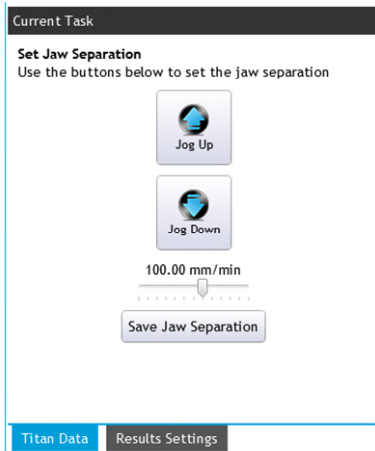 Current Task
Set Jaw Separation
Use the buttons below to set the jaw separation
Jog Up
Jog Down
100.00 mm/min
Save Jaw Separation
Titan Data Results Settings